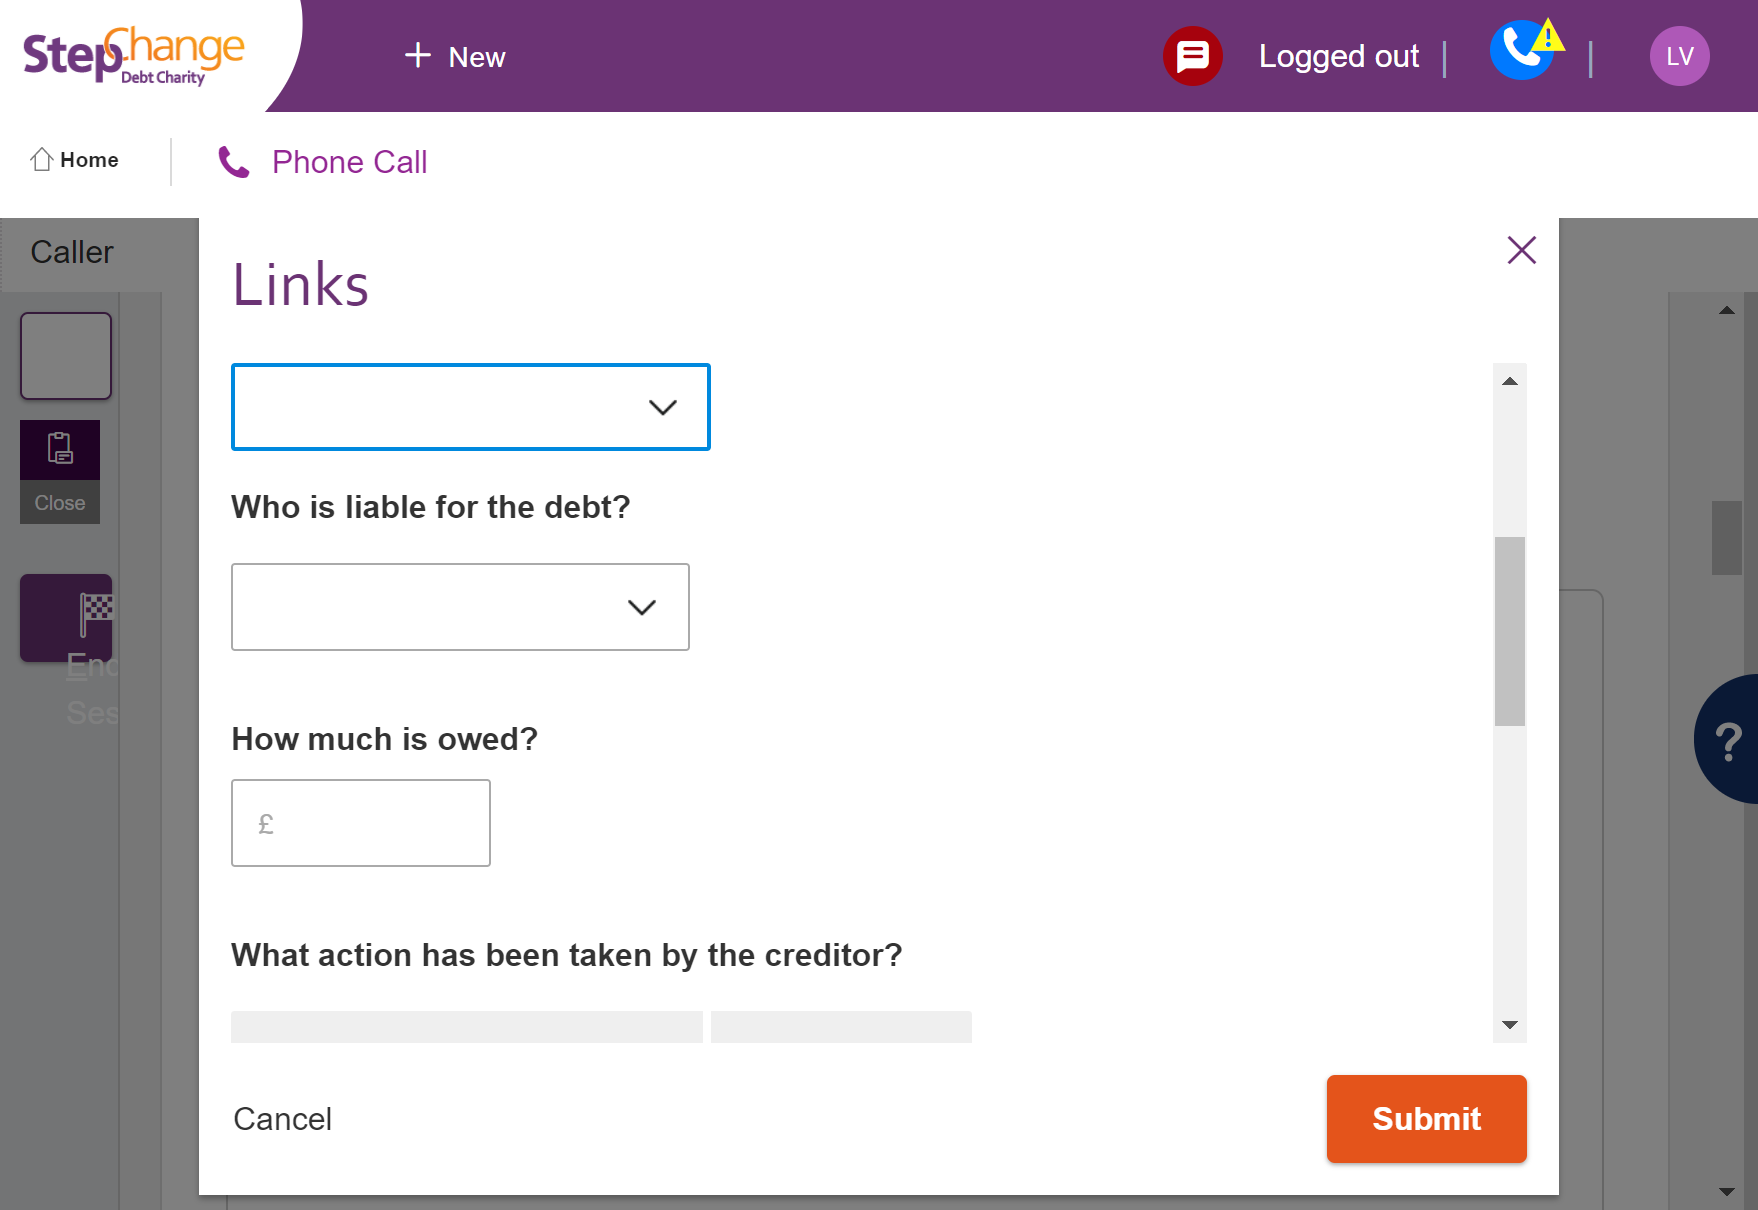 StepChange
Debt Charity
+ New
Logged out
LV
Home
Phone Call
Caller
Links
Close
Who is liable for the debt?
End
Ses
How much is owed?
£
What action has been taken by the creditor?
Cancel
Submit
?